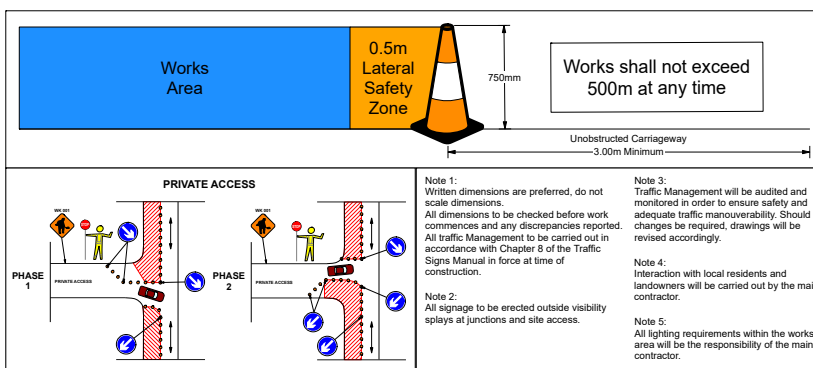 Works
Area
0.5m
Lateral
Safety
Zone
750mm
Works shall not exceed
500m at any time
Unobstructed Carriageway
3.00m Minimum
PRIVATE ACCESS
WK 001
STOP
PHASE
1
PRIVATE ACCESS
WK 001
STOP
PHASE
2
PRIVATE ACCESS
Note 1:
Written dimensions are preferred, do not
scale dimensions.
All dimensions to be checked before work
commences and any discrepancies reported.
All traffic Management to be carried out in
accordance with Chapter 8 of the Traffic
Signs Manual in force at time of
construction.
Note 2:
All signage to be erected outside visibility
splays at junctions and site access.
Note 3:
Traffic Management will be audited and
monitored in order to ensure safety and
adequate traffic manouverability. Should
changes be required, drawings will be
revised accordingly.
Note 4:
Interaction with local residents and
landowners will be carried out by the mai
contractor.
Note 5:
All lighting requirements within the works
area will be the responsibility of the main
contractor.